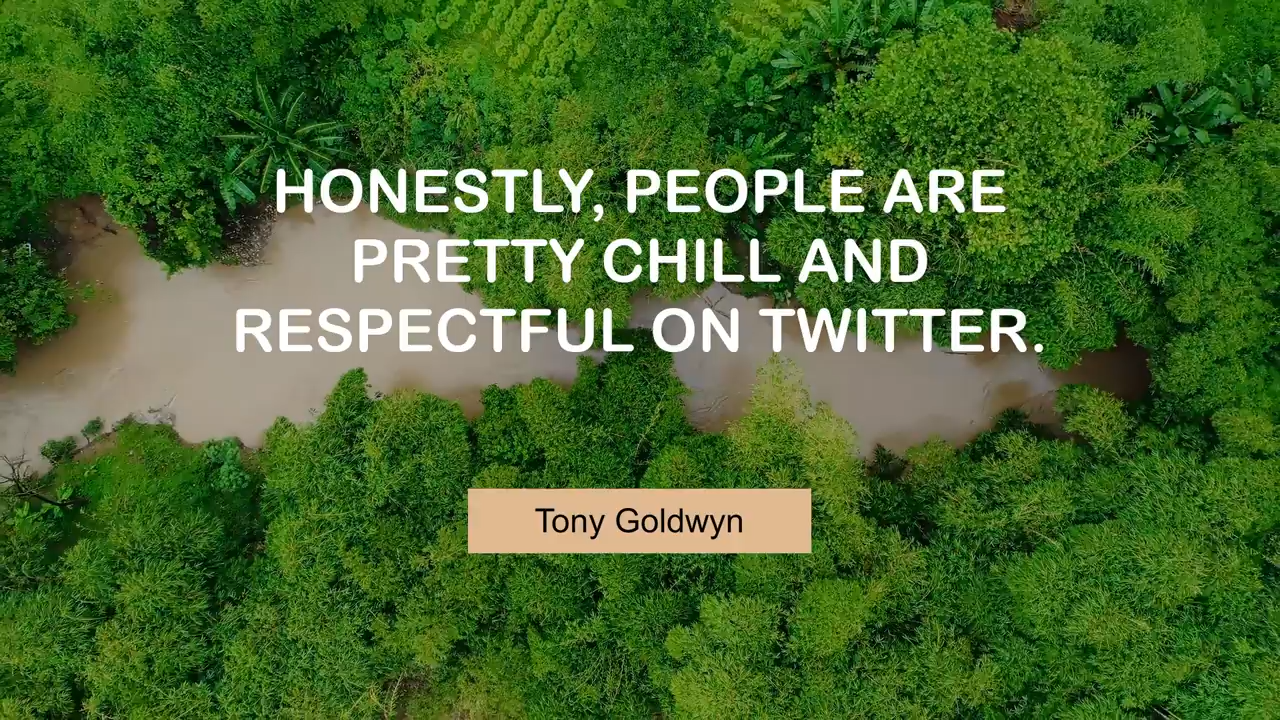 HONESTLY, PEOPLE ARE
PRETTY CHILL AND
RESPECTFUL ON TWITTER.
Tony Goldwyn